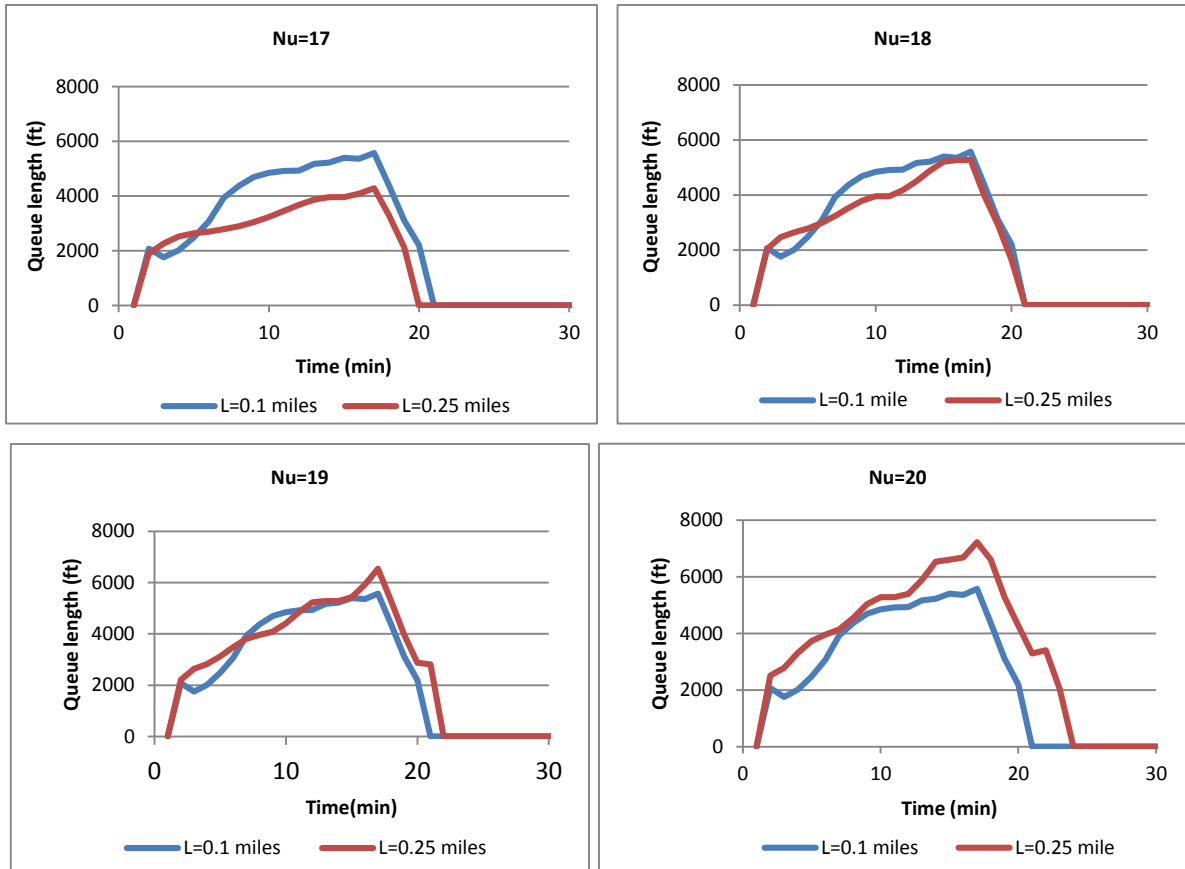 Nu=17
8000
6000
4000
2000
0
Queue length (ft)
0 10 20 30
Time (min)
L=0.1 miles L=0.25 miles
Nu=18
8000
6000
4000
2000
0
Queue length (ft)
0 10 20 30
Time (min)
L=0.1 mile L=0.25 miles
Nu=19
8000
6000
4000
2000
0
Queue length (ft)
0 10 20 30
Time(min)
L=0.1 miles L=0.25 miles
Nu=20
8000
6000
4000
2000
0
Queue length (ft)
0 10 20 30
Time (min)
L=0.1 miles L=0.25 mile